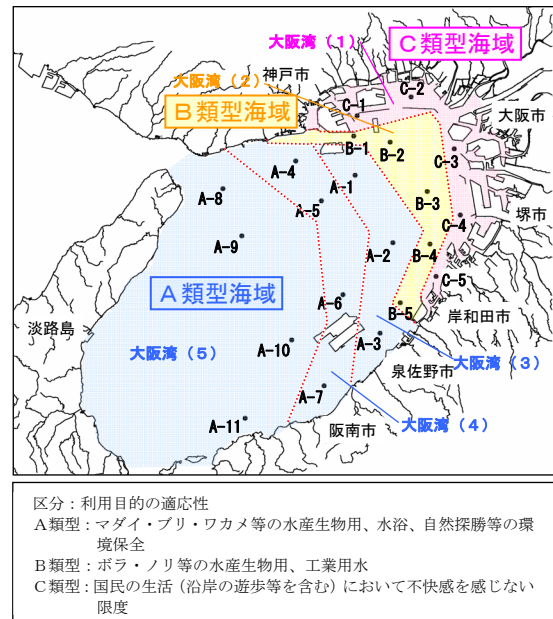 大阪湾（１）
Ｃ類型海域
大阪湾（２）
神戸市
C-2
Ｂ類型海域
C-1
大阪市
B-1
B-2
C-3
A-4
A-1
A-8
B-3
A-5
堺市
C-4
A-9
A-2
B-4
C-5
Ａ類型海域
A-6
B-5
岸和田市
淡路島
大阪湾（５）
A-10
A-3
大阪湾（３）
泉佐野市
A-7
A-11
阪南市
大阪湾（４）
区分：利用目的の適応性
Ａ類型：マダイ・ブリ・ワカメ等の水産生物用、水浴、自然探勝等の環
境保全
Ｂ類型：ボラ・ノリ等の水産生物用、工業用水
Ｃ類型：国民の生活（沿岸の遊歩等を含む）において不快感を感じない
限度